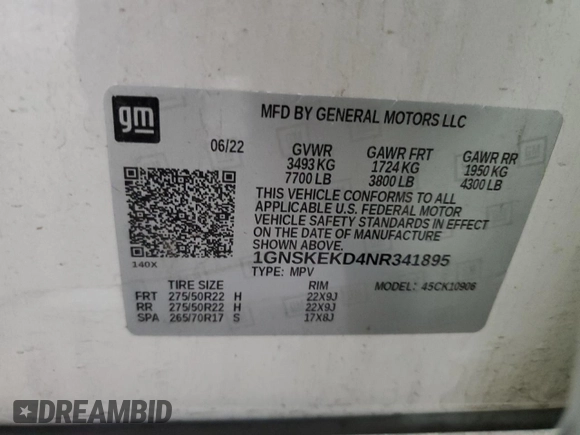 gm
MFD BY GENERAL MOTORS LLC
06/22 GVWR GAWR FRT GAWR RR
3493 KG 1724 KG 1950 KG
7700 LB 3800 LB 4300 LB
THIS VEHICLE CONFORMS TO ALL
APPLICABLE U.S. FEDERAL MOTOR
VEHICLE SAFETY STANDARDS IN EFFECT
ON THE DATE OF MANUFACTURE
SHOWN ABOVE.
1GNSKEKD4NR341895
140X TYPE: MPV MODEL: 4SCK10906
TIRE SIZE RIM
FRT 275/50R22 H 22X9J
RR 275/50R22 H 22X9J
SPA 265/70R17 S 17X8J
DREAMBID